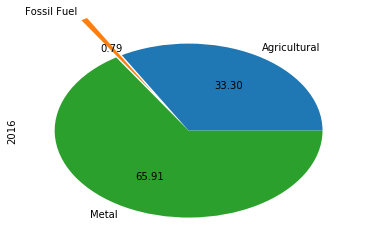 Fossil Fuel
0.79
Agricultural
33.30
2016
65.91
Metal